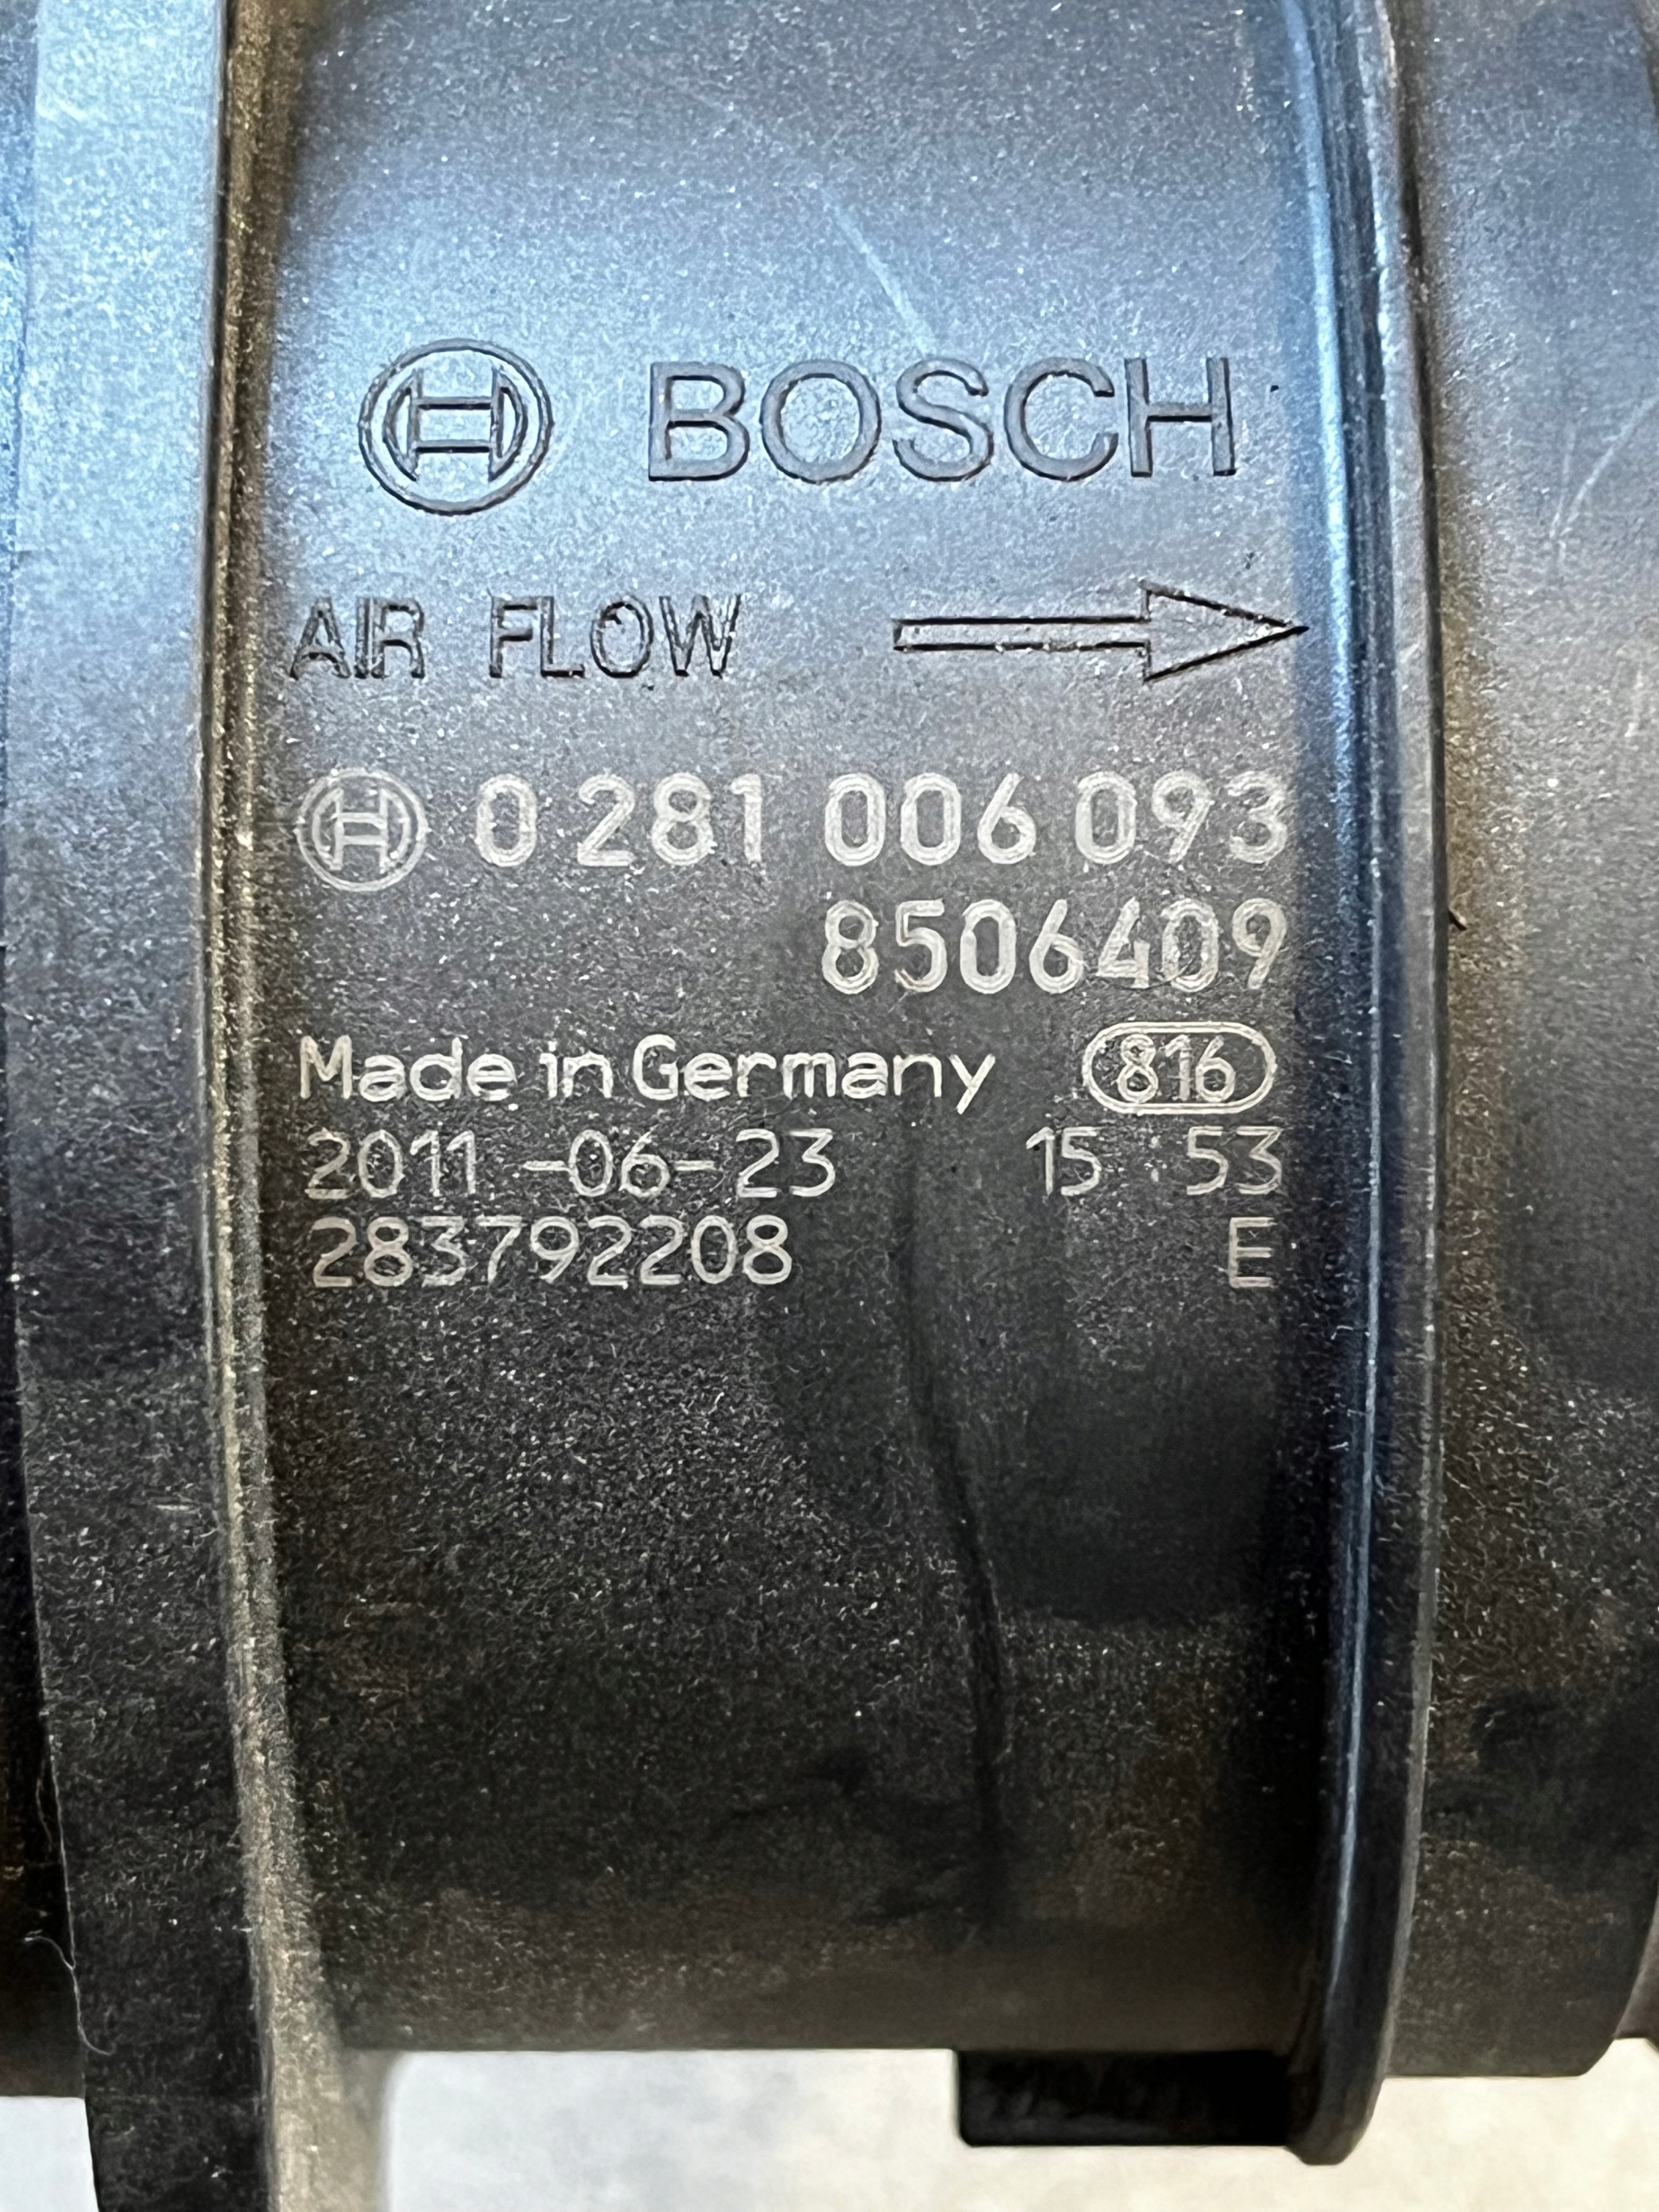 BOSCH
AIR FLOW
0 281 006 093
8506409
Made in Germany 816
2011-06-23 15:53
283792208 E